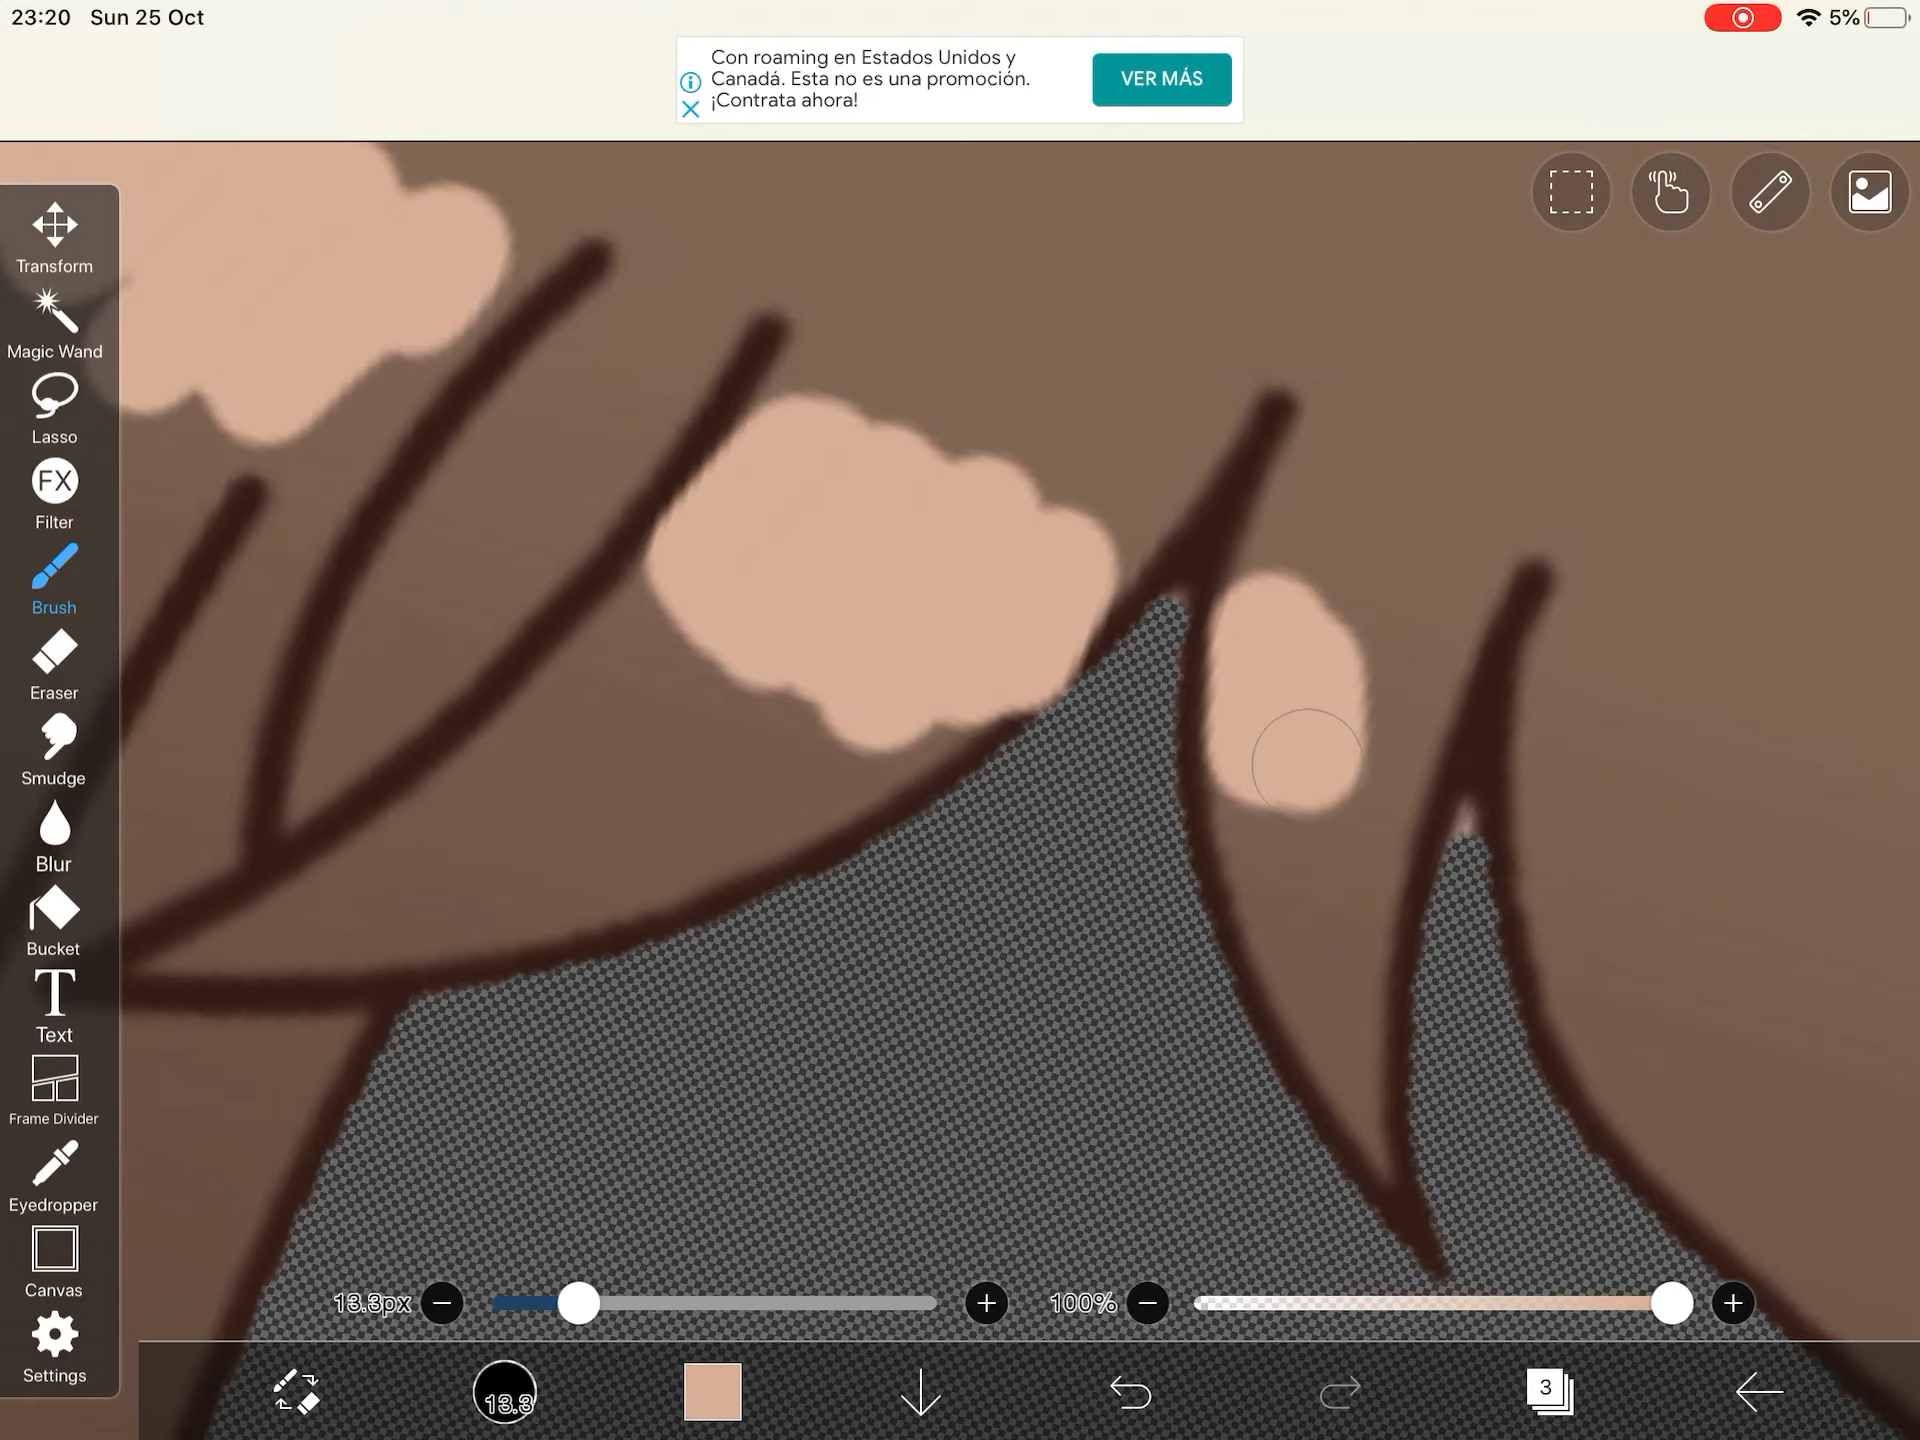 23:20 Sun 25 Oct
5%
Con roaming en Estados Unidos y
Canadá. Esta no es una promoción.
¡Contrata ahora!
VER MÁS
Transform
Magic Wand
Lasso
FX
Filter
Brush
Eraser
Smudge
Blur
Bucket
T
Text
Frame Divider
Eyedropper
Canvas
Settings
13.3px
100%
13.3
3